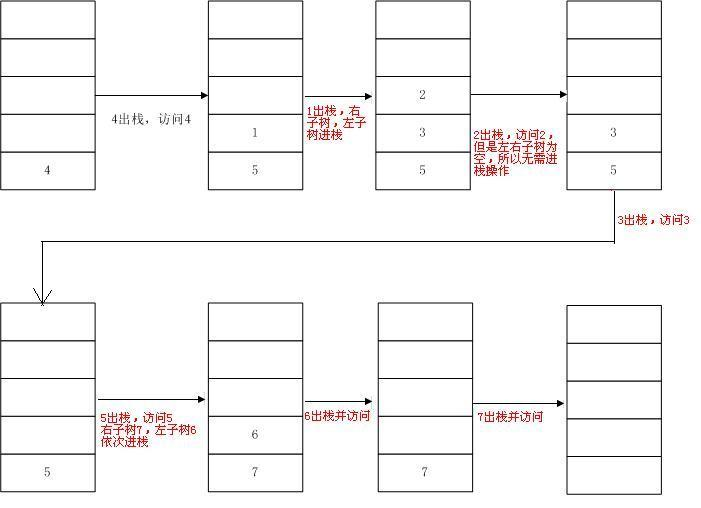 4出栈，访问4
1出栈，右
子树，左子
树进栈
2出栈，访问2，
但是左右子树为
空，所以无需进
栈操作
4
1
5
2
3
5
3
5
3出栈，访问3
5出栈，访问5
右子树7，左子树6
依次进栈
6出栈并访问
7出栈并访问
5
6
7
7